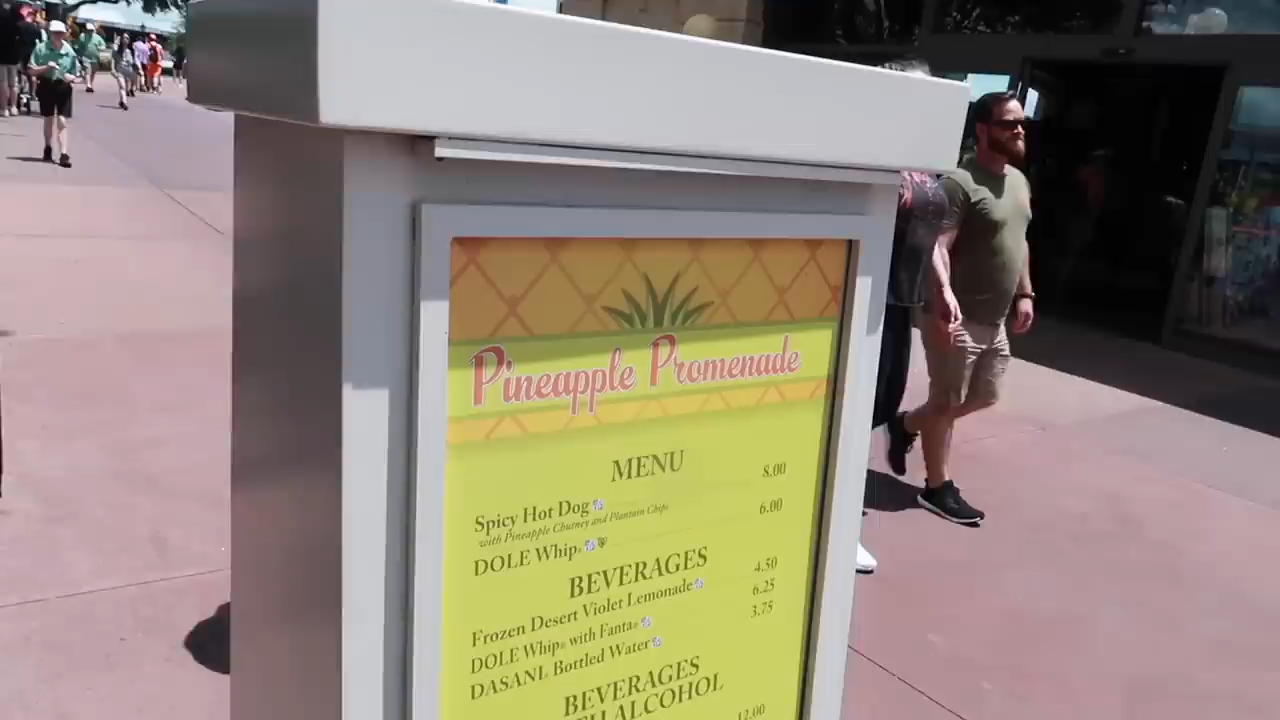 Pineapple Promenade
MENU
Spicy Hot Dog 8.00
with Pineapple Chutney and Plantain Chips
DOLE Whip® 6.00
BEVERAGES
Frozen Desert Violet Lemonade 4.50
DOLE Whip® with Fanta® 6.25
DASANI® Bottled Water 3.75
BEVERAGES
ALCOHOL
12.00